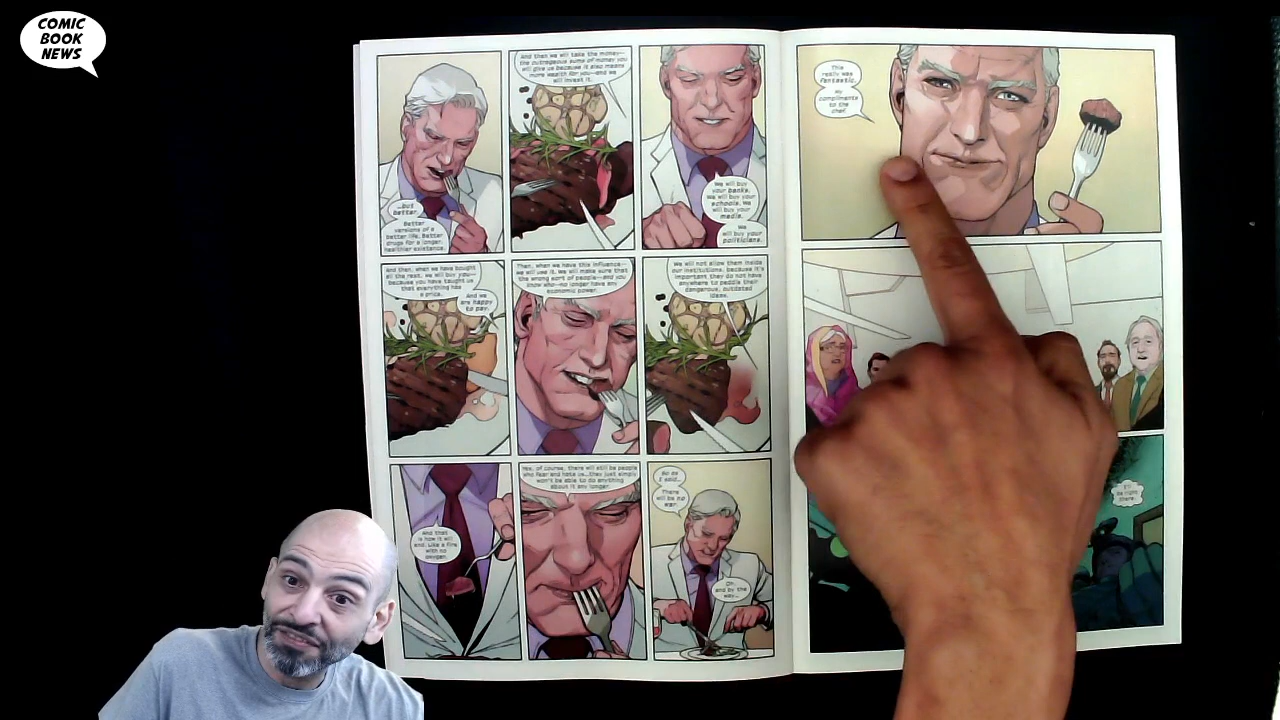 COMIC
BOOK
NEWS
...but
better.
Better
versions of a
better life. Better
drugs for a longer,
healthier existence.
And then we will take the money--
the outrageous sums of money you
will give us because it also means
more wealth for you--and we
will invest it.
We will buy
your banks.
We will buy your
schools. We
will buy your
media.
We
will buy your
politicians.
And then, when we have bought
all the rest, we will buy you--
because you have taught us
that everything has
a price.
And we
are happy
to pay.
Then, when we have this influence--
we will use it. We will make sure that
the wrong sort of people--and you
know who--no longer have any
economic power.
We will not allow them inside
our institutions, because it's
important they do not have
anywhere to peddle their
dangerous, outdated
ideas.
And that
is how it will
end. Like a fire
with no
oxygen.
Yes, of course, there will still be people
who fear and hate us...they just simply
won't be able to do anything
about it any longer.
So as
I said...
There
will be no
war.
Oh,
and by the
way...
This
really was
fantastic.
My
compliments
to the
chef.
I'll
be right
there.